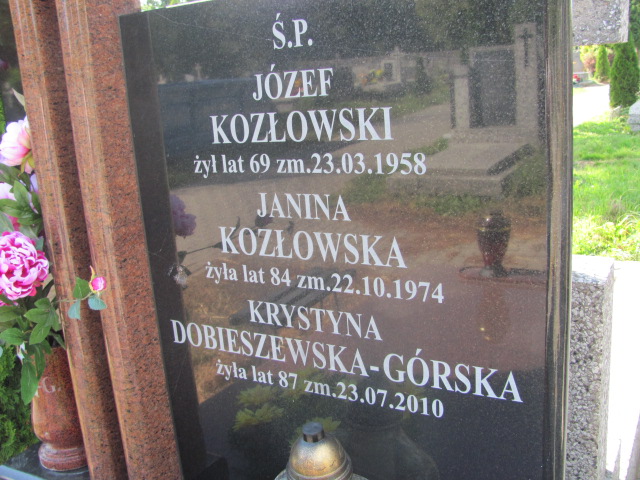 Ś.P.
JÓZEF
KOZŁOWSKI
żył lat 69 zm.23.03.1958
JANINA
KOZŁOWSKA
żyła lat 84 zm.22.10.1974
KRYSTYNA
DOBIESZEWSKA-GÓRSKA
żyła lat 87 zm.23.07.2010